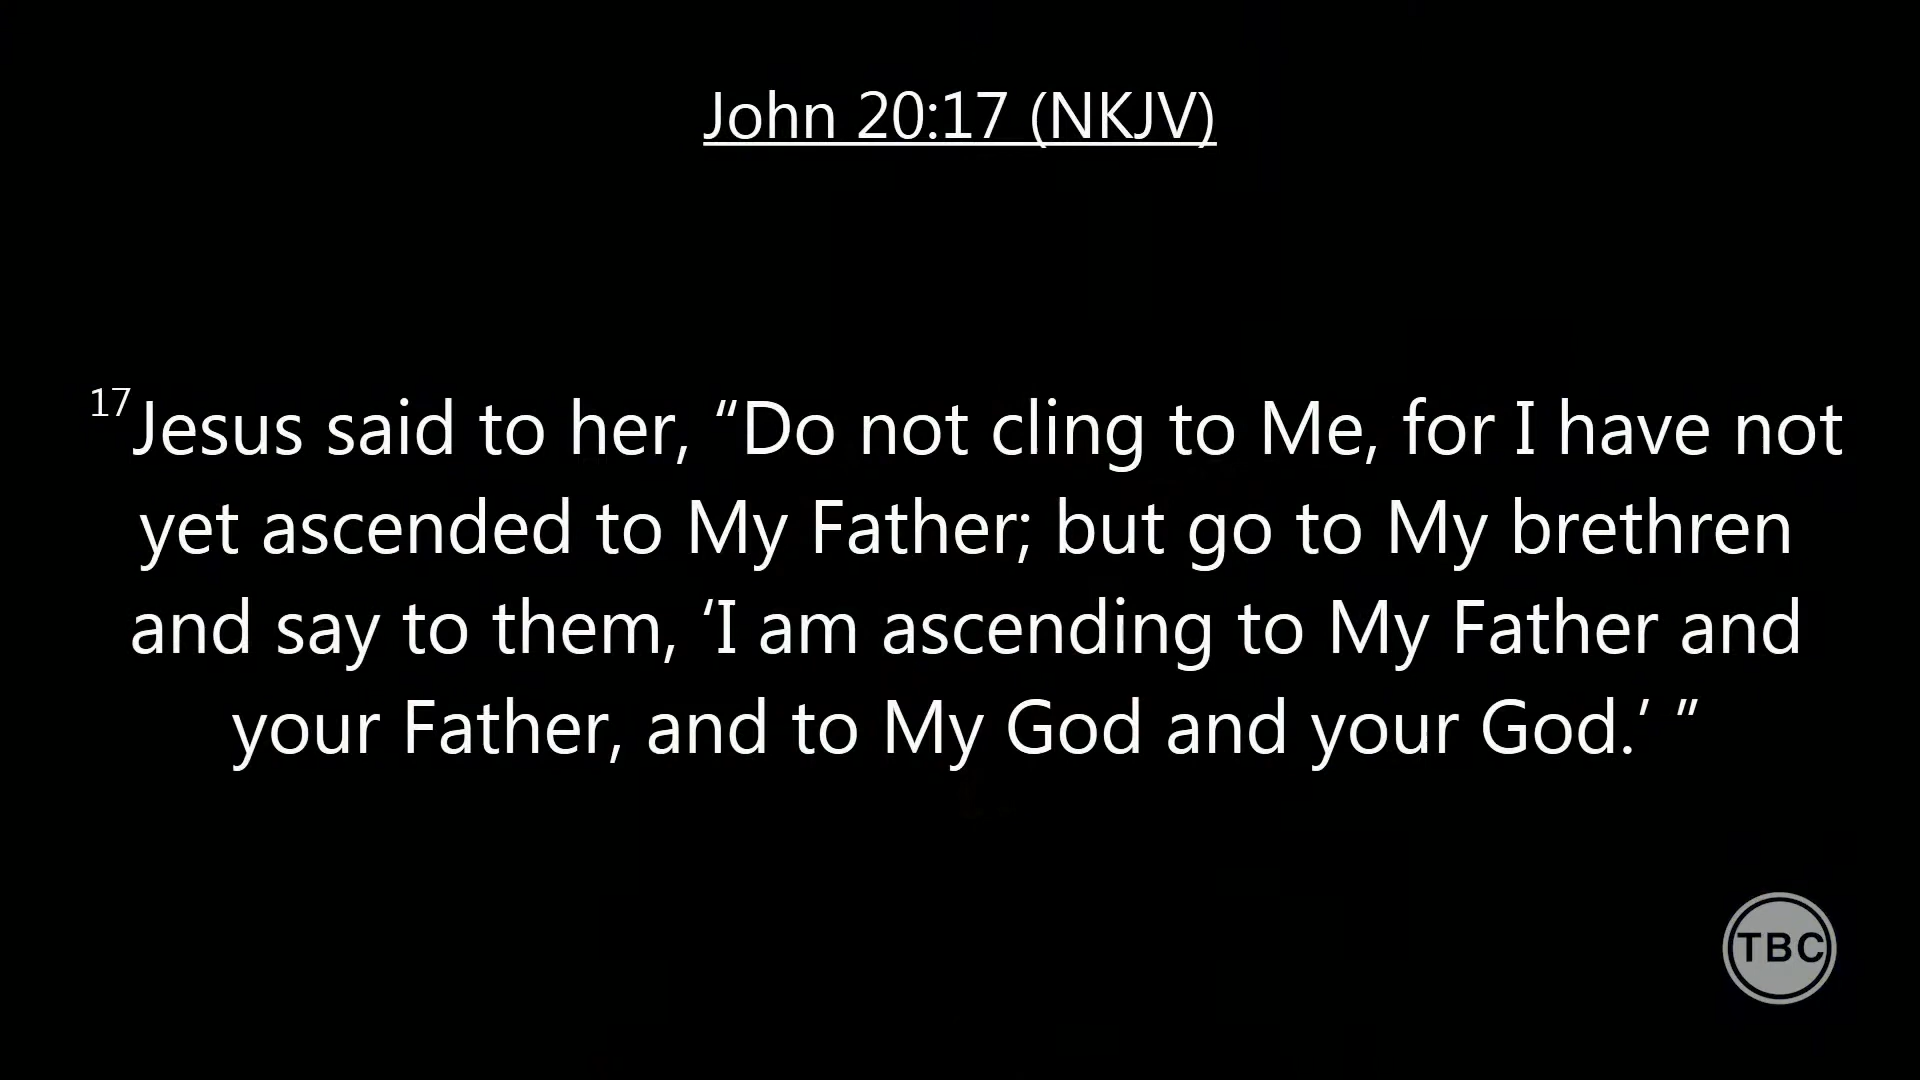 John 20:17 (NKJV)
17Jesus said to her, “Do not cling to Me, for I have not
yet ascended to My Father; but go to My brethren
and say to them, ‘I am ascending to My Father and
your Father, and to My God and your God.’ ”
TBC